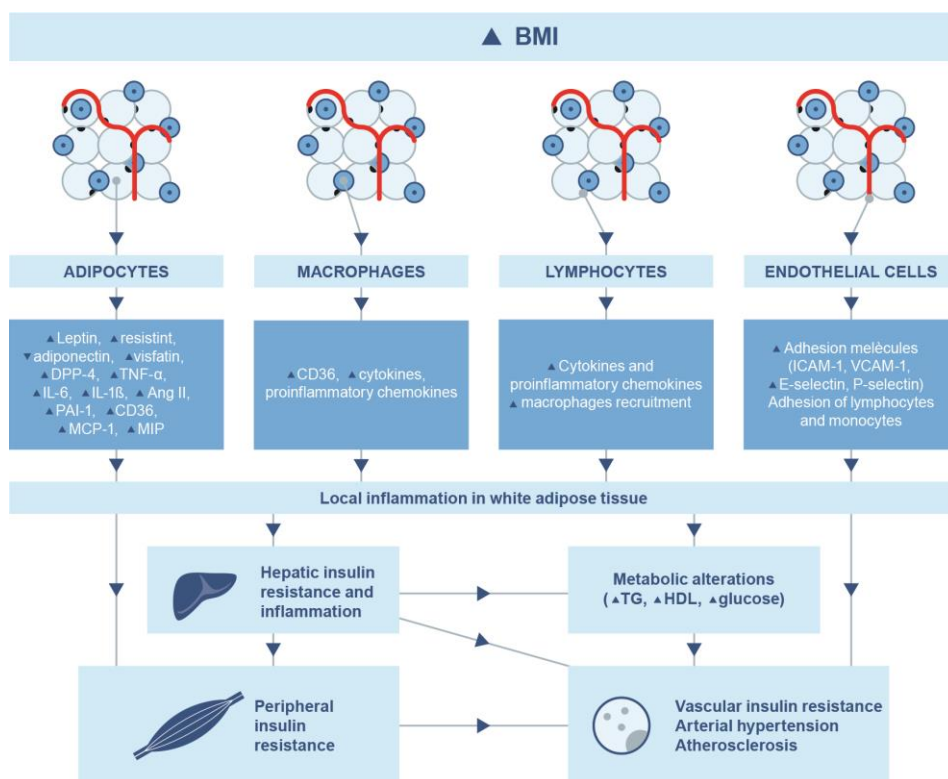 ▲ BMI
ADIPOCYTES
MACROPHAGES
LYMPHOCYTES
ENDOTHELIAL CELLS
▲Leptin, ▲resistint,
▼adiponectin, ▲visfatin,
▲DPP-4, ▲TNF-α,
▲IL-6, ▲IL-1ß, ▲Ang II,
▲PAI-1, ▲CD36,
▲MCP-1, ▲MIP
▲CD36, ▲cytokines,
proinflammatory chemokines
▲Cytokines and
proinflammatory chemokines
▲macrophages recruitment
▲Adhesion melècules
(ICAM-1, VCAM-1,
▲E-selectin, P-selectin)
Adhesion of lymphocytes
and monocytes
Local inflammation in white adipose tissue
Hepatic insulin
resistance and
inflammation
Metabolic alterations
(▲TG, ▲HDL, ▲glucose)
Peripheral
insulin
resistance
Vascular insulin resistance
Arterial hypertension
Atherosclerosis